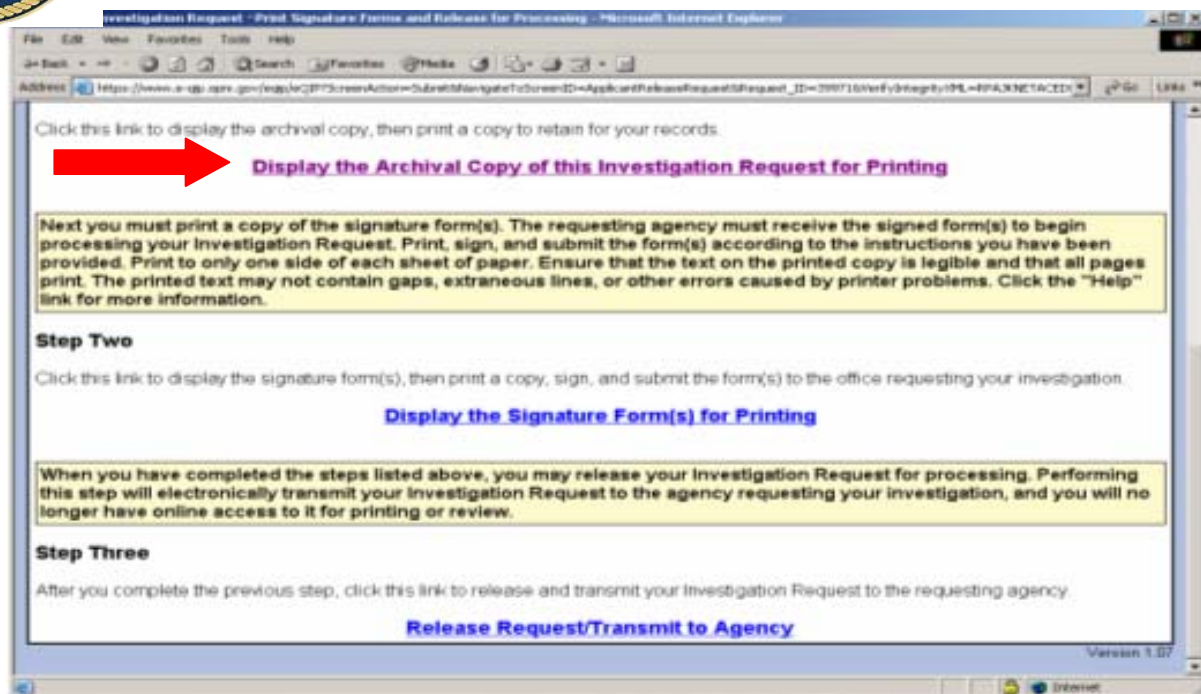 Investigation Request - Print Signature Forms and Release for Processing - Microsoft Internet Explorer
File Edit View Favorites Tools Help
Back Search Favorites Media
Address Go Links
Click this link to display the archival copy, then print a copy to retain for your records.
Display the Archival Copy of this Investigation Request for Printing
Next you must print a copy of the signature form(s). The requesting agency must receive the signed form(s) to begin
processing your Investigation Request. Print, sign, and submit the form(s) according to the instructions you have been
provided. Print to only one side of each sheet of paper. Ensure that the text on the printed copy is legible and that all pages
print. The printed text may not contain gaps, extraneous lines, or other errors caused by printer problems. Click the "Help"
link for more information.
Step Two
Click this link to display the signature form(s), then print a copy, sign, and submit the form(s) to the office requesting your investigation.
Display the Signature Form(s) for Printing
When you have completed the steps listed above, you may release your Investigation Request for processing. Performing
this step will electronically transmit your Investigation Request to the agency requesting your investigation, and you will no
longer have online access to it for printing or review.
Step Three
After you complete the previous step, click this link to release and transmit your Investigation Request to the requesting agency.
Release Request/Transmit to Agency
Version 1.07
Internet